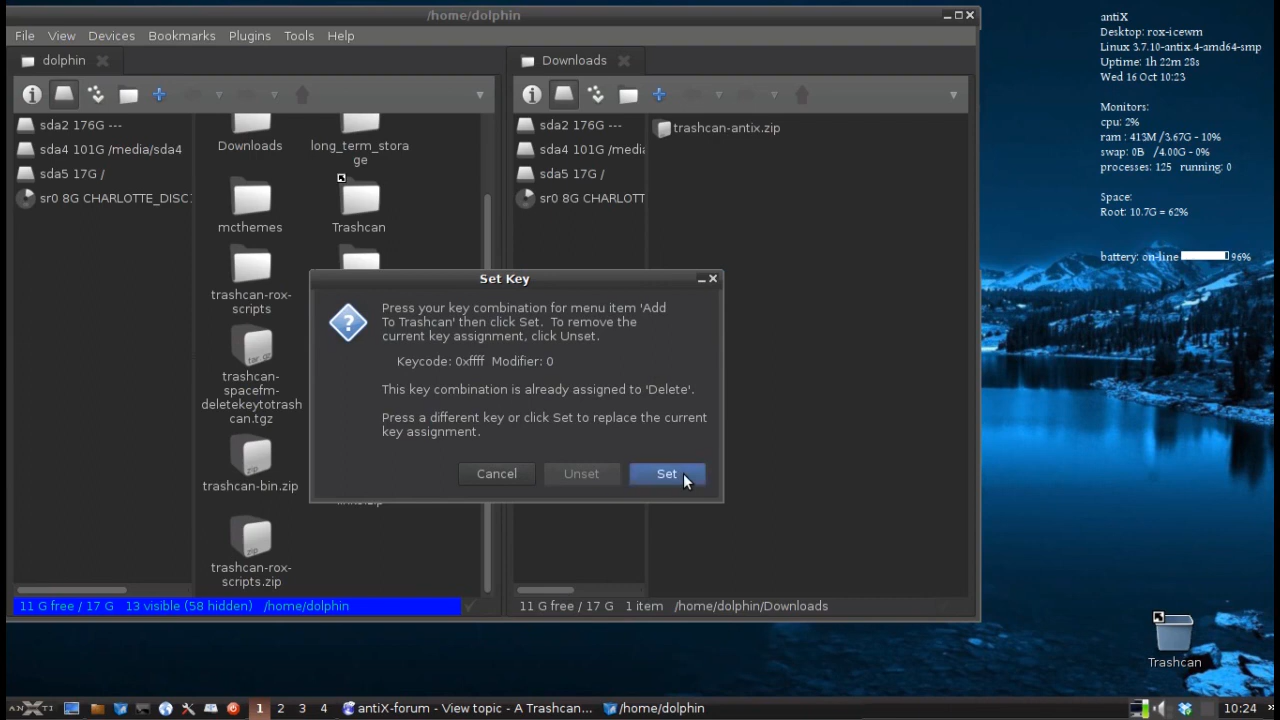 /home/dolphin
File View Devices Bookmarks Plugins Tools Help
dolphin
Downloads
sda2 176G ---
sda4 101G /media/sda4
sda5 17G /
sr0 8G CHARLOTTE_DISC
Downloads
long_term_stora
ge
mcthemes
Trashcan
trashcan-rox-
scripts
tar.gz
trashcan-
spacefm-
deletekeytotrash
can.tgz
zip
trashcan-bin.zip
zip
trashcan-rox-
scripts.zip
sda2 176G ---
sda4 101G /media
sda5 17G /
sr0 8G CHARLOTT
trashcan-antix.zip
Set Key
Press your key combination for menu item 'Add
To Trashcan' then click Set. To remove the
current key assignment, click Unset.
Keycode: 0xffff Modifier: 0
This key combination is already assigned to 'Delete'.
Press a different key or click Set to replace the current
key assignment.
Cancel
Unset
Set
11 G free / 17 G 13 visible (58 hidden) /home/dolphin
11 G free / 17 G 1 item /home/dolphin/Downloads
antiX
Desktop: rox-icewm
Linux 3.7.10-antix.4-amd64-smp
Uptime: 1h 22m 28s
Wed 16 Oct 10:23
Monitors:
cpu: 2%
ram : 413M /3.67G - 10%
swap: 0B /4.00G - 0%
processes: 125 running: 0
Space:
Root: 10.7G = 62%
battery: on-line 96%
Trashcan
1 2 3 4
antiX-forum - View topic - A Trashcan...
/home/dolphin
10:24